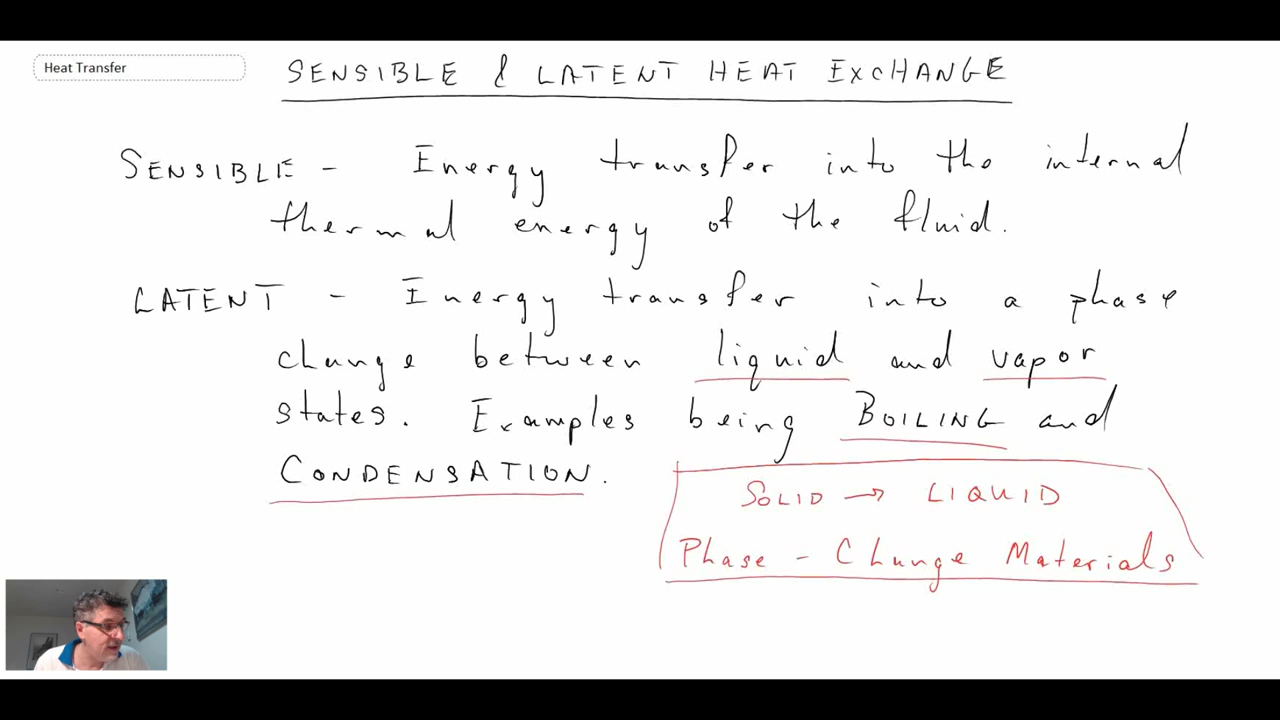 Heat Transfer
SENSIBLE & LATENT HEAT EXCHANGE
SENSIBLE - Energy transfer into the internal
thermal energy of the fluid.
LATENT - Energy transfer into a phase
change between liquid and vapor
states. Examples being BOILING and
CONDENSATION.
SOLID → LIQUID
Phase - Change Materials